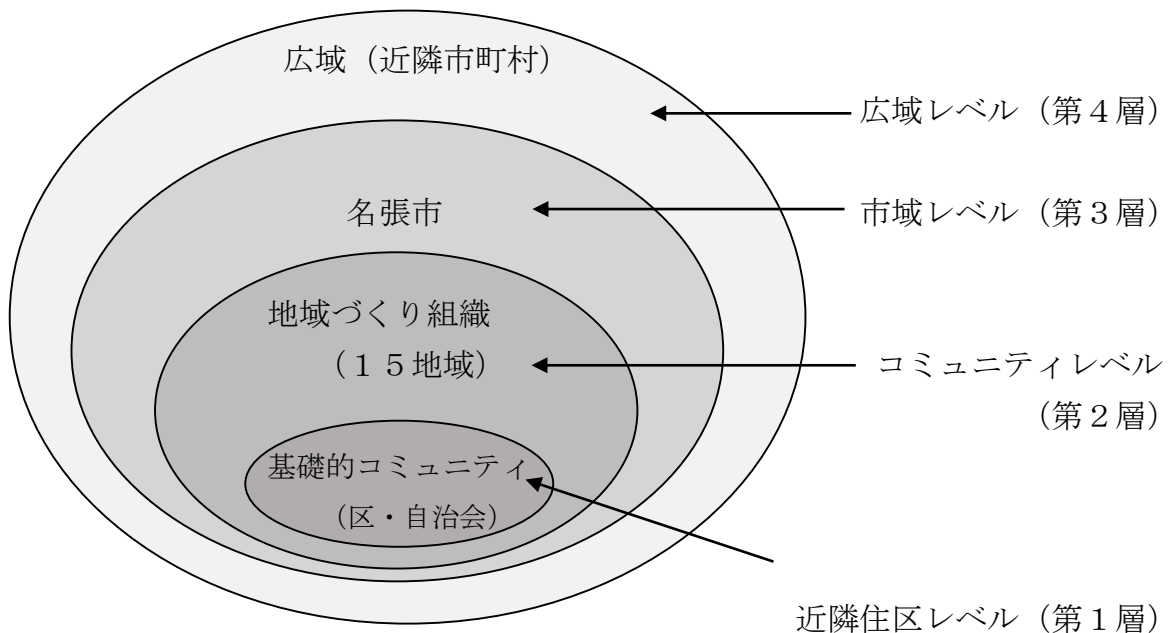 広域（近隣市町村）
広域レベル（第４層）
名張市
市域レベル（第３層）
地域づくり組織
（１５地域）
コミュニティレベル
（第２層）
基礎的コミュニティ
（区・自治会）
近隣住区レベル（第１層）